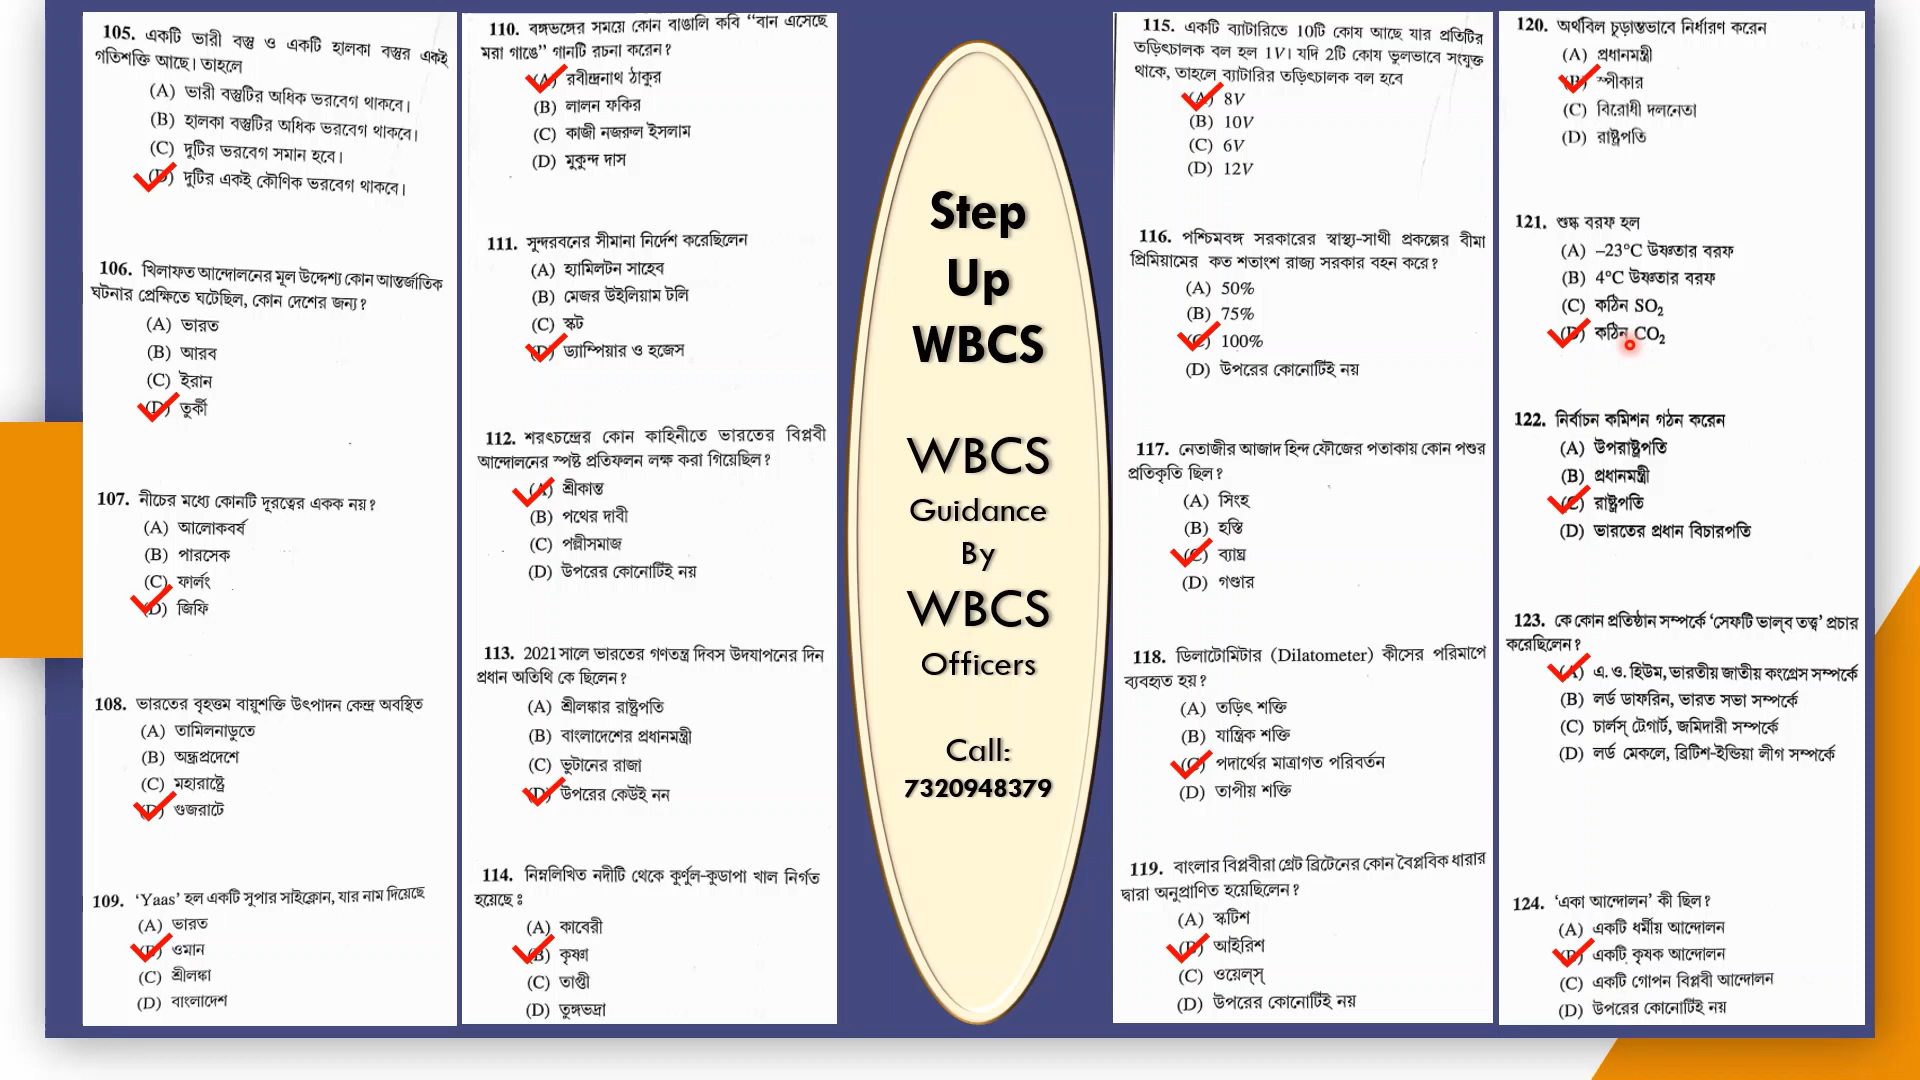 105. একটি ভারী বস্তু ও একটি হালকা বস্তুর একই
গতিশক্তি আছে। তাহলে
(A) ভারী বস্তুটির অধিক ভরবেগ থাকবে।
(B) হালকা বস্তুটির অধিক ভরবেগ থাকবে।
(C) দুটির ভরবেগ সমান হবে।
(D) দুটির একই কৌণিক ভরবেগ থাকবে।
106. খিলাফত আন্দোলনের মূল উদ্দেশ্য কোন আন্তর্জাতিক
ঘটনার প্রেক্ষিতে ঘটেছিল, কোন দেশের জন্য?
(A) ভারত
(B) আরব
(C) ইরান
(D) তুর্কী
107. নীচের মধ্যে কোনটি দূরত্বের একক নয়?
(A) আলোকবর্ষ
(B) পারসেক
(C) ফার্লং
(D) জিফি
108. ভারতের বৃহত্তম বায়ুশক্তি উৎপাদন কেন্দ্র অবস্থিত
(A) তামিলনাড়ুতে
(B) অন্ধ্রপ্রদেশে
(C) মহারাষ্ট্রে
(D) গুজরাটে
109. ‘Yaas’ হল একটি সুপার সাইক্লোন, যার নাম দিয়েছে
(A) ভারত
(B) ওমান
(C) শ্রীলঙ্কা
(D) বাংলাদেশ
110. বঙ্গভঙ্গের সময়ে কোন বাঙালি কবি “বান এসেছে
মরা গাঙে” গানটি রচনা করেন?
(A) রবীন্দ্রনাথ ঠাকুর
(B) লালন ফকির
(C) কাজী নজরুল ইসলাম
(D) মুকুন্দ দাস
111. সুন্দরবনের সীমানা নির্দেশ করেছিলেন
(A) হ্যামিলটন সাহেব
(B) মেজর উইলিয়াম টলি
(C) স্কট
(D) ড্যাম্পিয়ার ও হজেস
112. শরৎচন্দ্রের কোন কাহিনীতে ভারতের বিপ্লবী
আন্দোলনের স্পষ্ট প্রতিফলন লক্ষ করা গিয়েছিল?
(A) শ্রীকান্ত
(B) পথের দাবী
(C) পল্লীসমাজ
(D) উপরের কোনোটিই নয়
113. 2021 সালে ভারতের গণতন্ত্র দিবস উদযাপনের দিন
প্রধান অতিথি কে ছিলেন?
(A) শ্রীলঙ্কার রাষ্ট্রপতি
(B) বাংলাদেশের প্রধানমন্ত্রী
(C) ভুটানের রাজা
(D) উপরের কেউই নন
114. নিম্নলিখিত নদীটি থেকে কুর্ণুল-কুডাপা খাল নির্গত
হয়েছে ঃ
(A) কাবেরী
(B) কৃষ্ণা
(C) তাপ্তী
(D) তুঙ্গভদ্রা
Step
Up
WBCS
WBCS
Guidance
By
WBCS
Officers
Call:
7320948379
115. একটি ব্যাটারিতে 10টি কোষ আছে যার প্রতিটির
তড়িৎচালক বল হল 1V। যদি 2টি কোষ ভুলভাবে সংযুক্ত
থাকে, তাহলে ব্যাটারির তড়িৎচালক বল হবে
(A) 8V
(B) 10V
(C) 6V
(D) 12V
116. পশ্চিমবঙ্গ সরকারের স্বাস্থ্য-সাথী প্রকল্পের বীমা
প্রিমিয়ামের কত শতাংশ রাজ্য সরকার বহন করে?
(A) 50%
(B) 75%
(C) 100%
(D) উপরের কোনোটিই নয়
117. নেতাজীর আজাদ হিন্দ ফৌজের পতাকায় কোন পশুর
প্রতিকৃতি ছিল?
(A) সিংহ
(B) হস্তি
(C) ব্যাঘ্র
(D) গণ্ডার
118. ডিলাটোমিটার (Dilatometer) কীসের পরিমাপে
ব্যবহৃত হয়?
(A) তড়িৎ শক্তি
(B) যান্ত্রিক শক্তি
(C) পদার্থের মাত্রাগত পরিবর্তন
(D) তাপীয় শক্তি
119. বাংলার বিপ্লবীরা গ্রেট ব্রিটেনের কোন বৈপ্লবিক ধারার
দ্বারা অনুপ্রাণিত হয়েছিলেন?
(A) স্কটিশ
(B) আইরিশ
(C) ওয়েল্‌স্
(D) উপরের কোনোটিই নয়
120. অর্থবিল চূড়ান্তভাবে নির্ধারণ করেন
(A) প্রধানমন্ত্রী
(B) স্পীকার
(C) বিরোধী দলনেতা
(D) রাষ্ট্রপতি
121. শুষ্ক বরফ হল
(A) –23°C উষ্ণতার বরফ
(B) 4°C উষ্ণতার বরফ
(C) কঠিন SO₂
(D) কঠিন CO₂
122. নির্বাচন কমিশন গঠন করেন
(A) উপরাষ্ট্রপতি
(B) প্রধানমন্ত্রী
(C) রাষ্ট্রপতি
(D) ভারতের প্রধান বিচারপতি
123. কে কোন প্রতিষ্ঠান সম্পর্কে ‘সেফটি ভাল্‌ব তত্ত্ব’ প্রচার
করেছিলেন?
(A) এ. ও. হিউম, ভারতীয় জাতীয় কংগ্রেস সম্পর্কে
(B) লর্ড ডাফরিন, ভারত সভা সম্পর্কে
(C) চার্লস্ টেগার্ট, জমিদারী সম্পর্কে
(D) লর্ড মেকলে, ব্রিটিশ-ইন্ডিয়া লীগ সম্পর্কে
124. ‘একা আন্দোলন’ কী ছিল?
(A) একটি ধর্মীয় আন্দোলন
(B) একটি কৃষক আন্দোলন
(C) একটি গোপন বিপ্লবী আন্দোলন
(D) উপরের কোনোটিই নয়